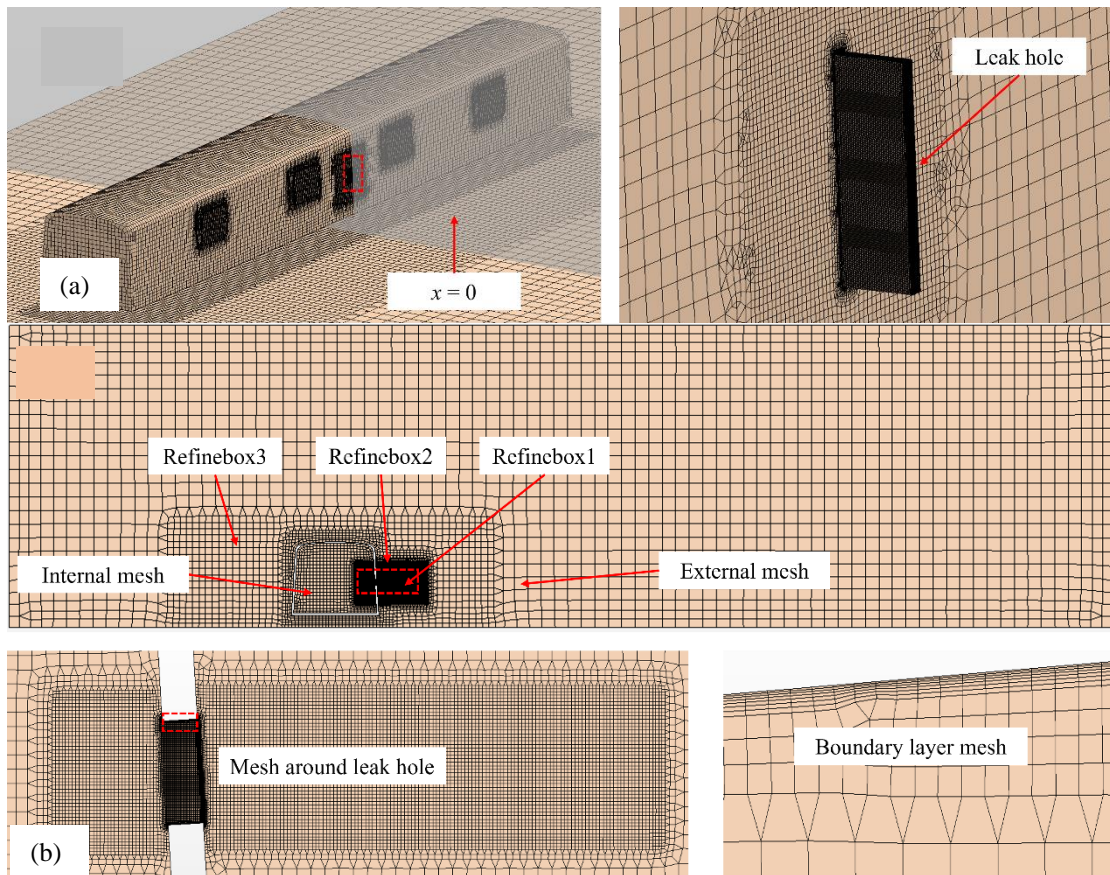 Leak hole
(a)
x = 0
Refinebox3
Refinebox2
Refinebox1
Internal mesh
External mesh
Mesh around leak hole
Boundary layer mesh
(b)